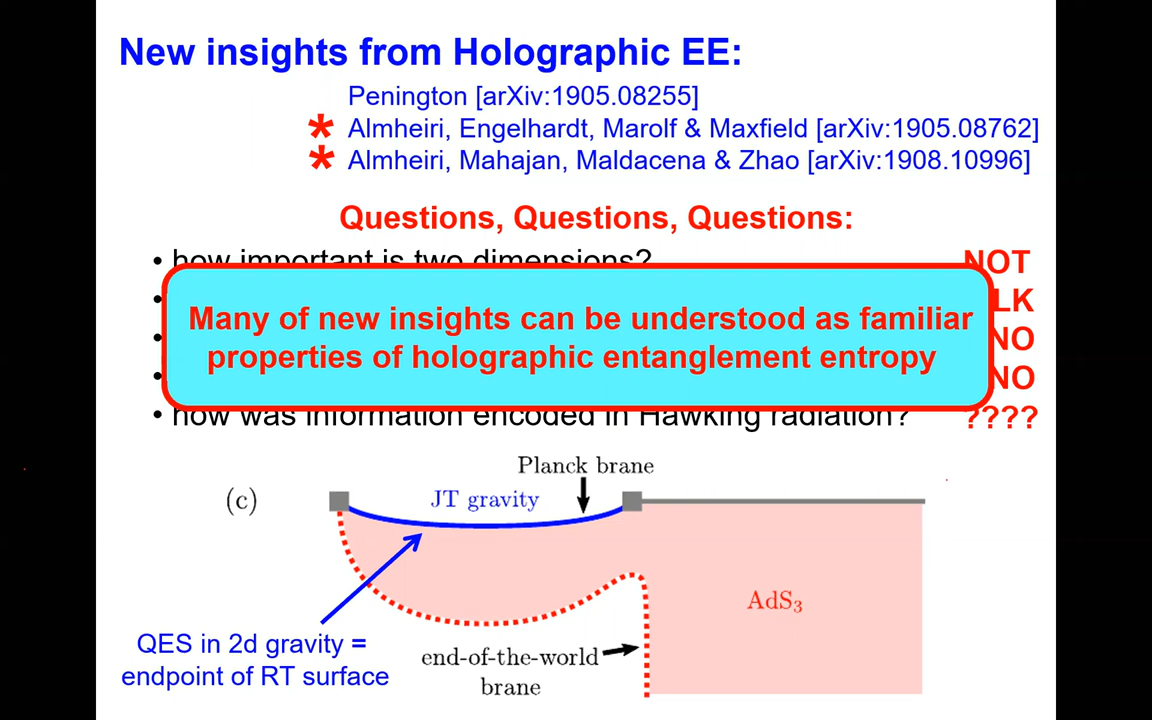 New insights from Holographic EE:
Penington [arXiv:1905.08255]
* Almheiri, Engelhardt, Marolf & Maxfield [arXiv:1905.08762]
* Almheiri, Mahajan, Maldacena & Zhao [arXiv:1908.10996]
Questions, Questions, Questions:
• how important is two dimensions? NOT
Many of new insights can be understood as familiar
properties of holographic entanglement entropy
LK
NO
NO
• how was information encoded in Hawking radiation? ????
Planck brane
(c) JT gravity
AdS₃
QES in 2d gravity =
endpoint of RT surface
end-of-the-world
brane